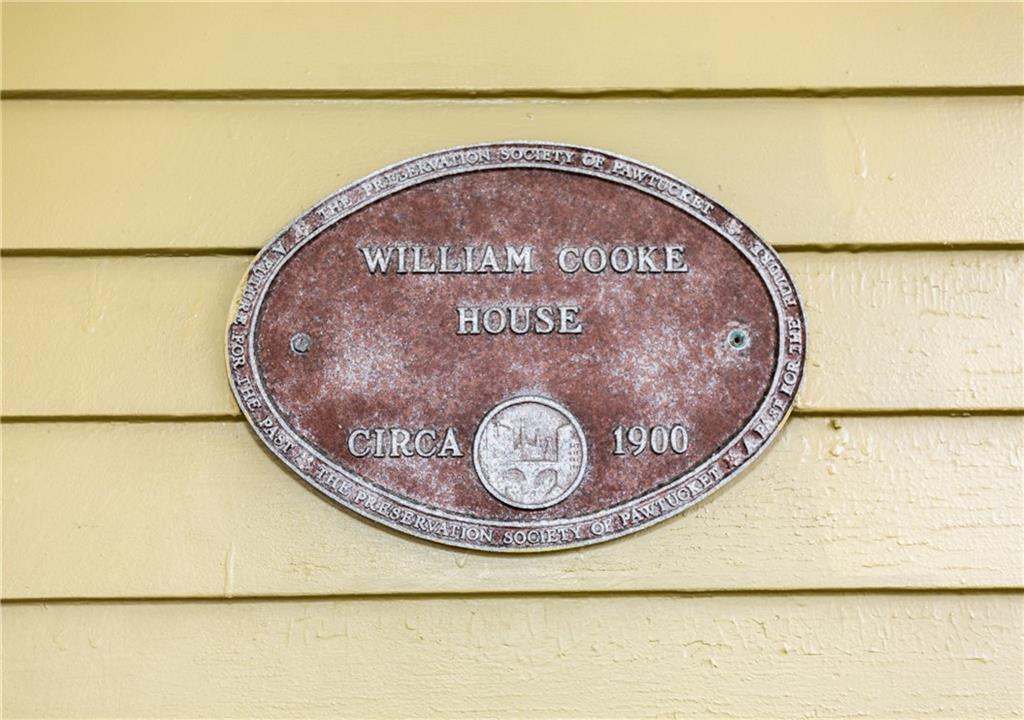 THE PRESERVATION SOCIETY OF PAWTUCKET
A PAST FOR THE FUTURE
WILLIAM COOKE
HOUSE
CIRCA 1900
A FUTURE FOR THE PAST
THE PRESERVATION SOCIETY OF PAWTUCKET